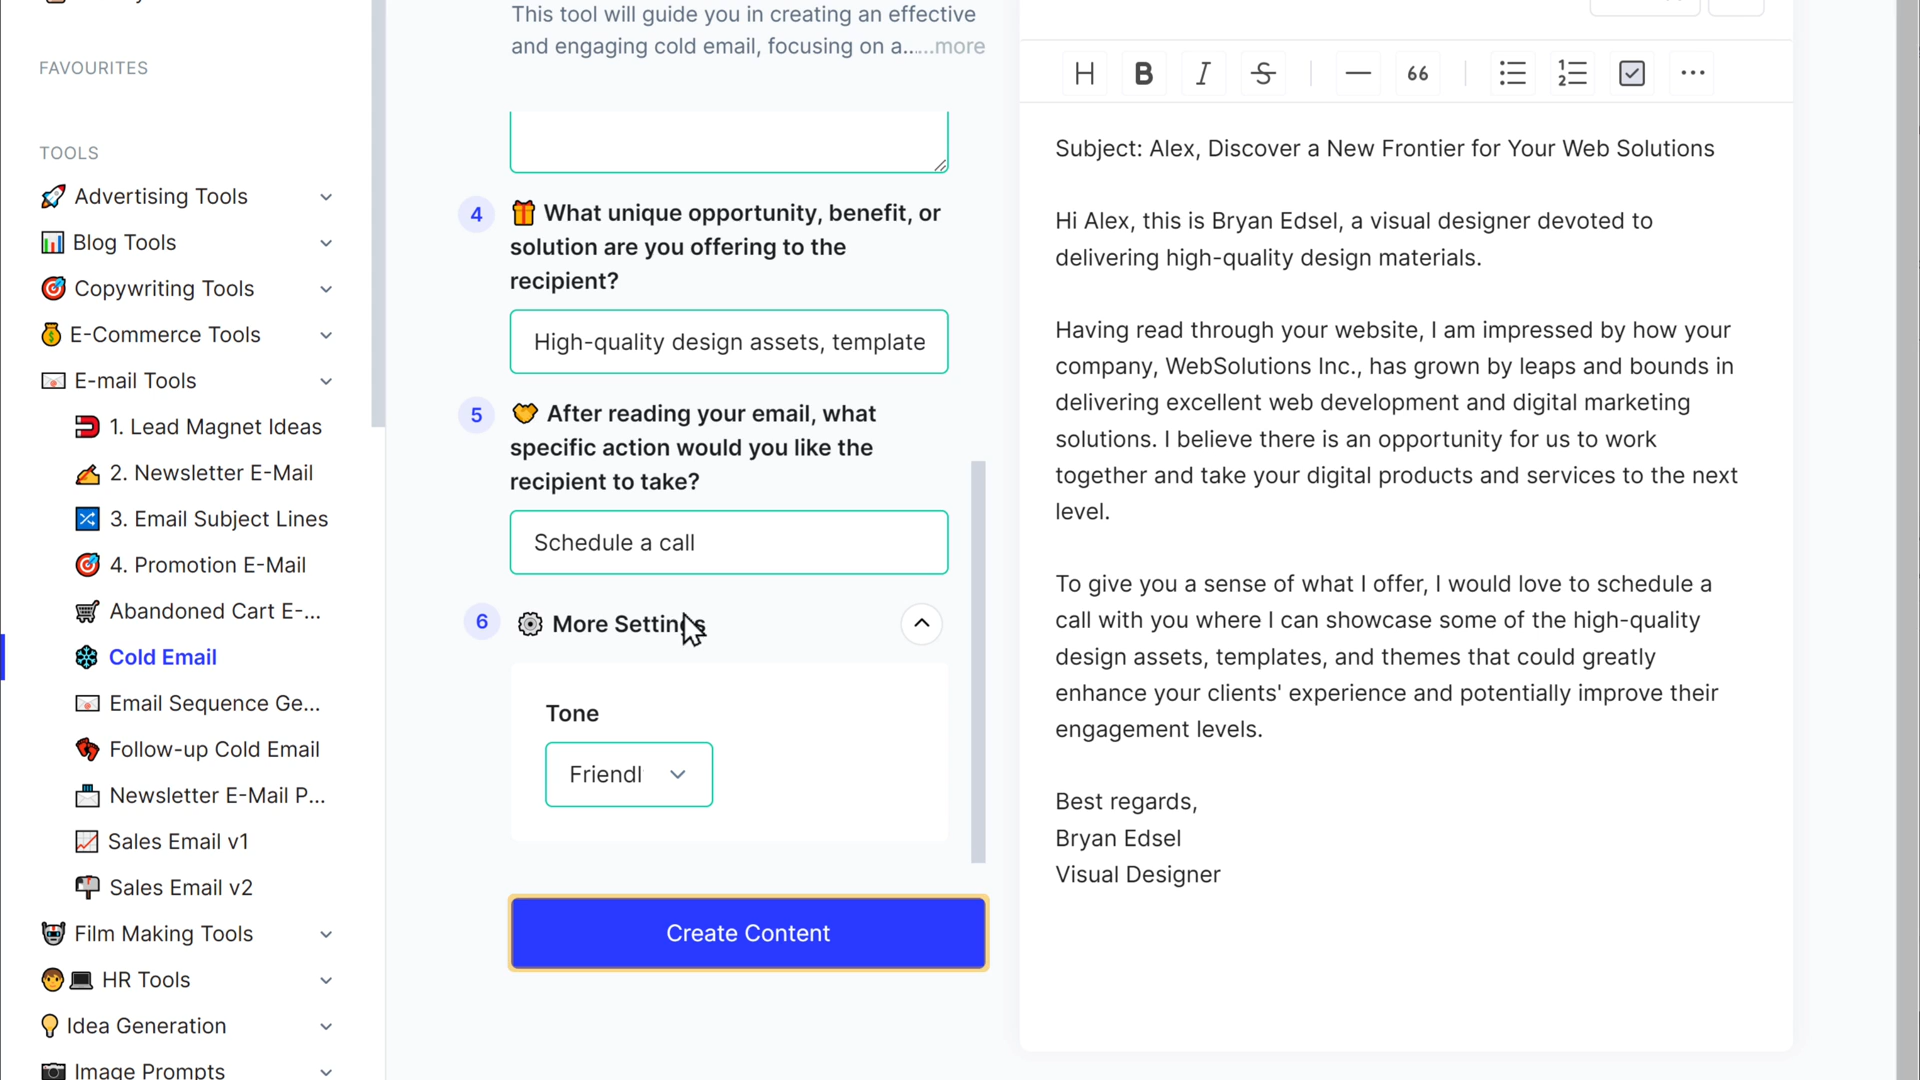 FAVOURITES
TOOLS
Advertising Tools
Blog Tools
Copywriting Tools
E-Commerce Tools
E-mail Tools
1. Lead Magnet Ideas
2. Newsletter E-Mail
3. Email Subject Lines
4. Promotion E-Mail
Abandoned Cart E-...
Cold Email
Email Sequence Ge...
Follow-up Cold Email
Newsletter E-Mail P...
Sales Email v1
Sales Email v2
Film Making Tools
HR Tools
Idea Generation
Image Prompts
This tool will guide you in creating an effective
and engaging cold email, focusing on a... ...more
4
What unique opportunity, benefit, or
solution are you offering to the
recipient?
High-quality design assets, template
5
After reading your email, what
specific action would you like the
recipient to take?
Schedule a call
6
More Settings
Tone
Friendl
Create Content
H B I S 66
Subject: Alex, Discover a New Frontier for Your Web Solutions
Hi Alex, this is Bryan Edsel, a visual designer devoted to
delivering high-quality design materials.
Having read through your website, I am impressed by how your
company, WebSolutions Inc., has grown by leaps and bounds in
delivering excellent web development and digital marketing
solutions. I believe there is an opportunity for us to work
together and take your digital products and services to the next
level.
To give you a sense of what I offer, I would love to schedule a
call with you where I can showcase some of the high-quality
design assets, templates, and themes that could greatly
enhance your clients' experience and potentially improve their
engagement levels.
Best regards,
Bryan Edsel
Visual Designer